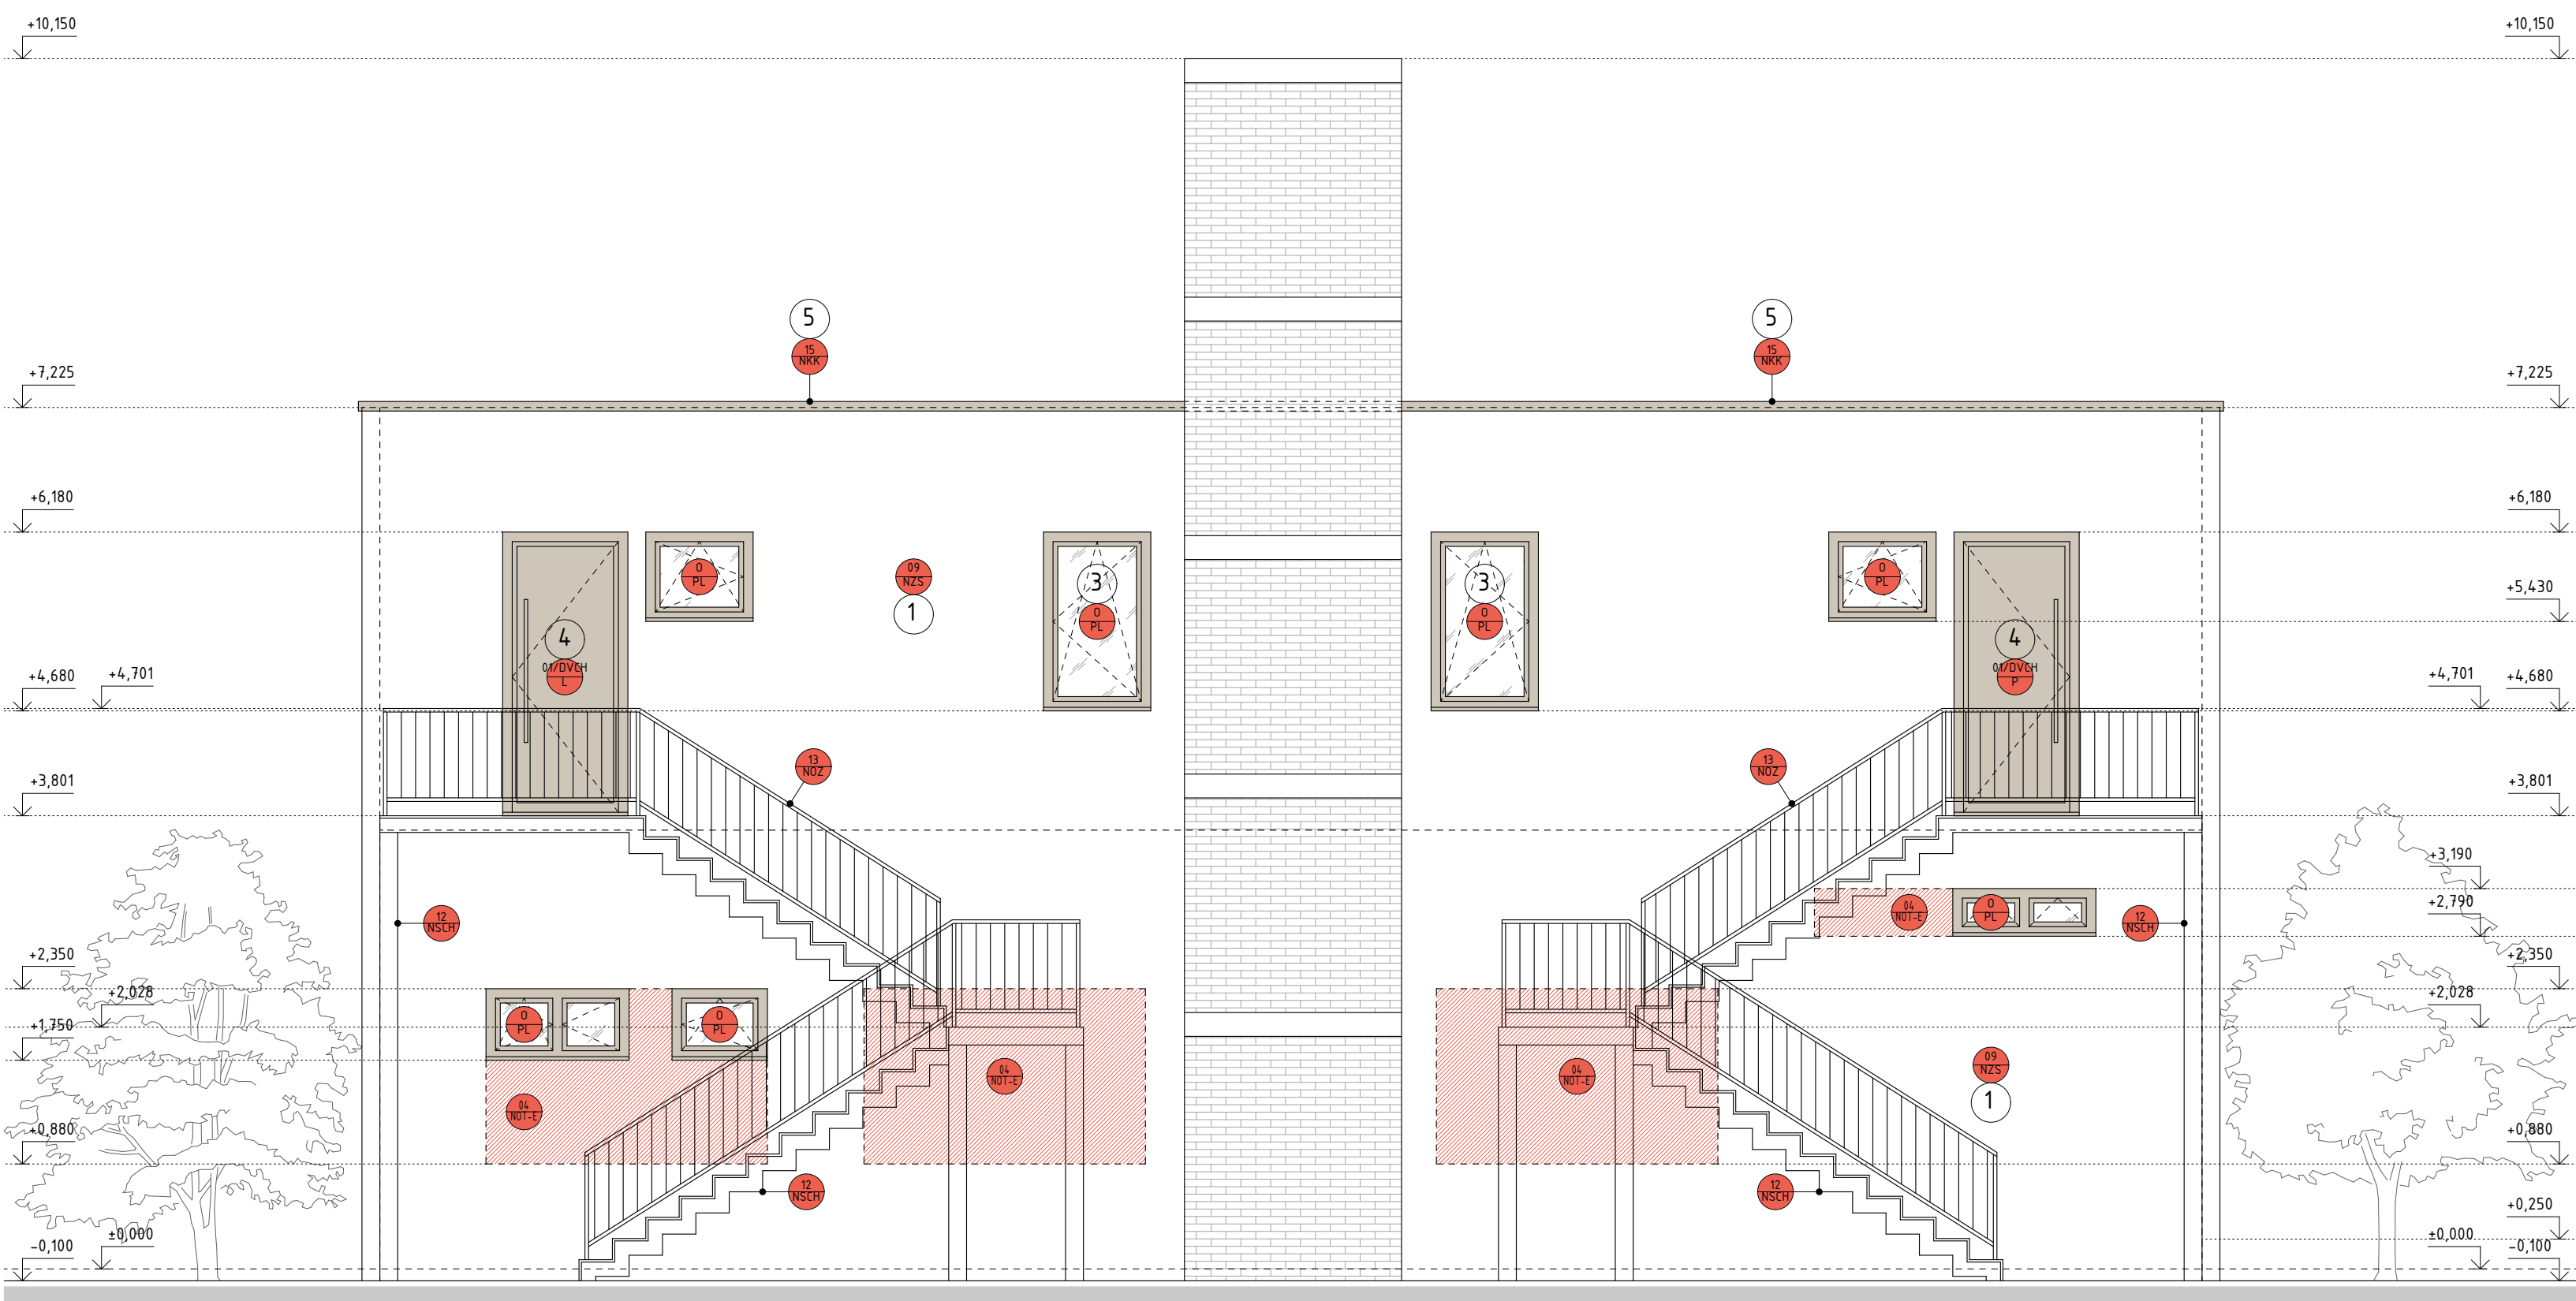 +10,150
+10,150
5
5
15
NKK
15
NKK
+7,225
+7,225
+6,180
+6,180
0
PL
09
NZS
1
3
0
PL
3
0
PL
0
PL
+5,430
4
01/DVCH
L
4
01/DVCH
P
+4,680
+4,701
+4,701
+4,680
13
NOZ
13
NOZ
+3,801
+3,801
+3,190
12
NSCH
04
NOT-E
0
PL
12
NSCH
+2,790
+2,350
+2,350
+2,028
+2,028
0
PL
0
PL
+1,750
04
NOT-E
04
NOT-E
04
NOT-E
09
NZS
1
+0,880
+0,880
12
NSCH
12
NSCH
+0,250
±0,000
±0,000
-0,100
-0,100